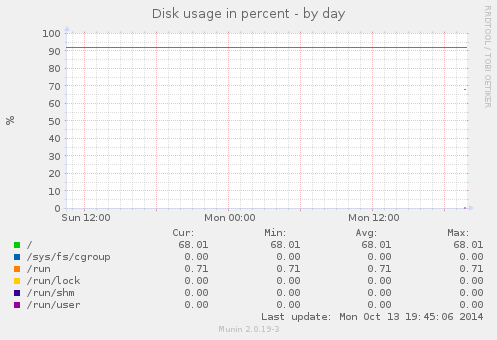 Disk usage in percent - by day
RRDTOOL / TOBI OETIKER
100
90
80
70
60
50
40
30
20
10
0
%
Sun 12:00 Mon 00:00 Mon 12:00
Cur: Min: Avg: Max:
/ 68.01 68.01 68.01 68.01
/sys/fs/cgroup 0.00 0.00 0.00 0.00
/run 0.71 0.71 0.71 0.71
/run/lock 0.00 0.00 0.00 0.00
/run/shm 0.00 0.00 0.00 0.00
/run/user 0.00 0.00 0.00 0.00
Last update: Mon Oct 13 19:45:06 2014
Munin 2.0.19-3